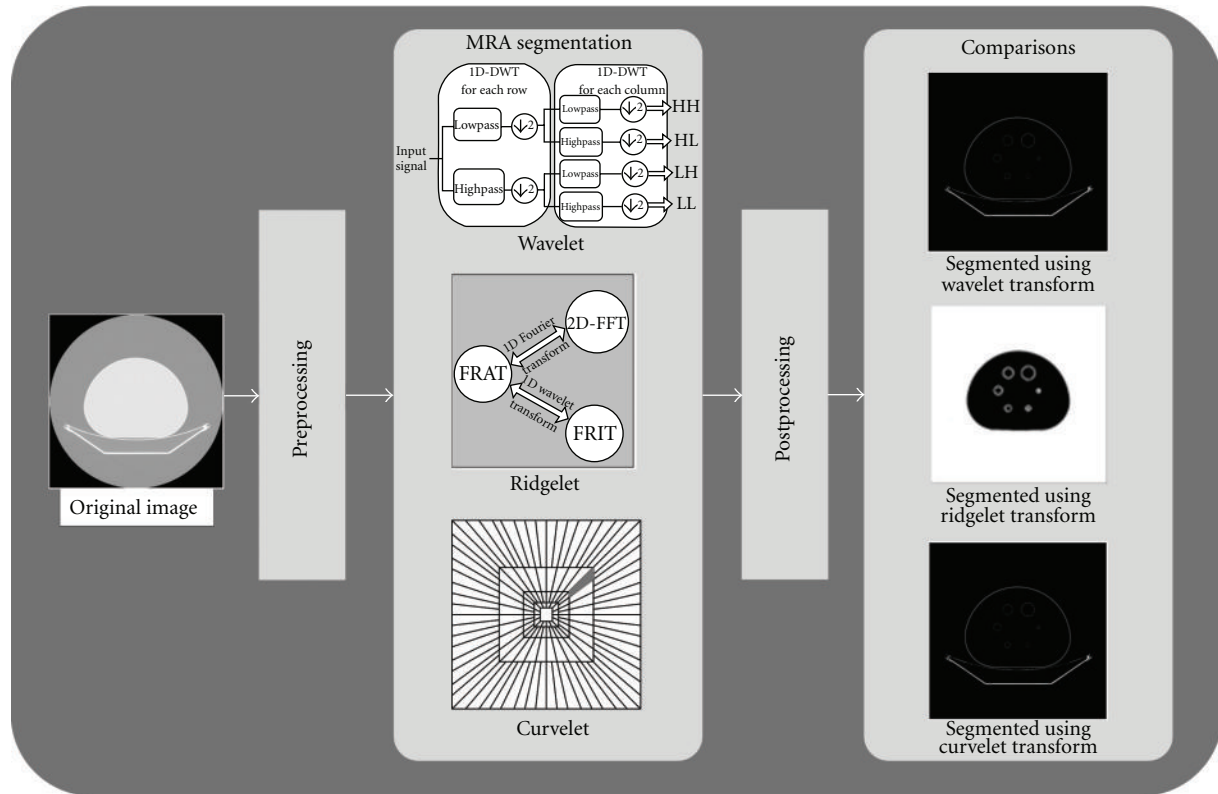 MRA segmentation
1D-DWT
for each row
1D-DWT
for each column
Input
signal
Lowpass
↓2
Highpass
↓2
Lowpass
↓2
HH
Highpass
↓2
HL
Lowpass
↓2
LH
Highpass
↓2
LL
Wavelet
2D-FFT
1D Fourier
transform
FRAT
1D wavelet
transform
FRIT
Ridgelet
Curvelet
Original image
Preprocessing
Postprocessing
Comparisons
Segmented using
wavelet transform
Segmented using
ridgelet transform
Segmented using
curvelet transform